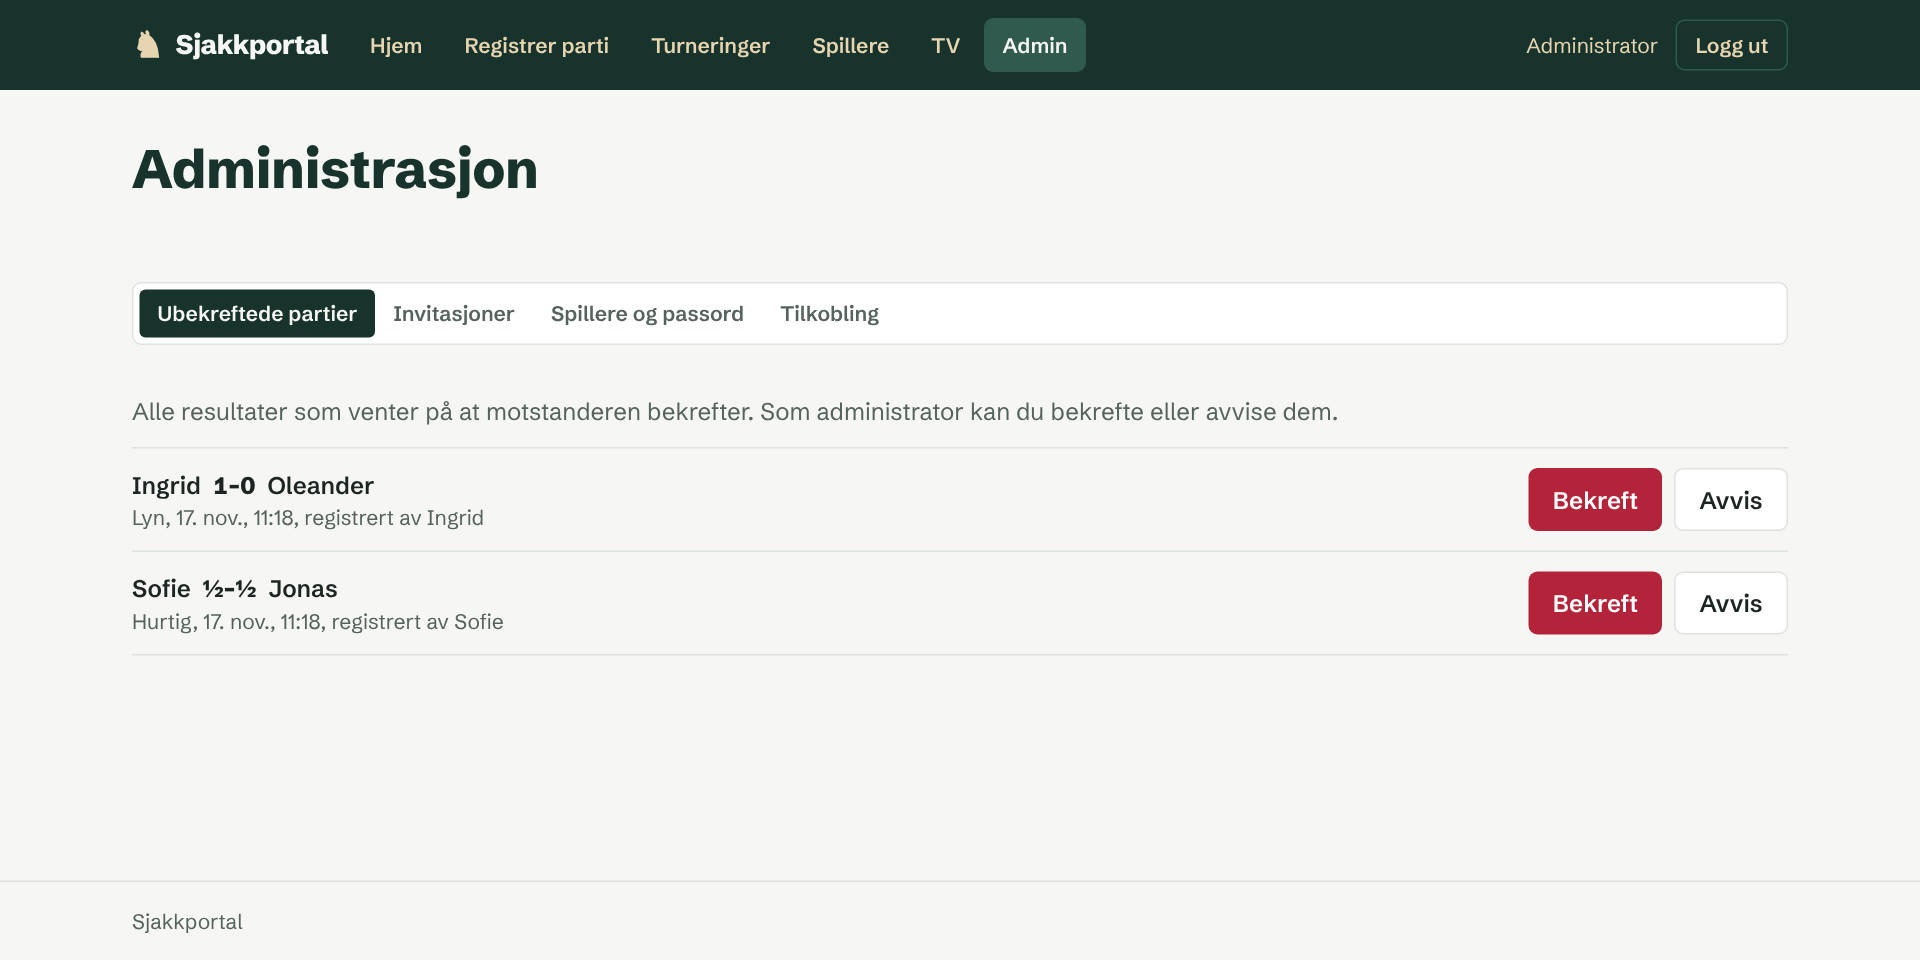 Sjakkportal Hjem Registrer parti Turneringer Spillere TV Admin Administrator Logg ut
Administrasjon
Ubekreftede partier Invitasjoner Spillere og passord Tilkobling
Alle resultater som venter på at motstanderen bekrefter. Som administrator kan du bekrefte eller avvise dem.
Ingrid 1–0 Oleander
Lyn, 17. nov., 11:18, registrert av Ingrid
Bekreft Avvis
Sofie ½–½ Jonas
Hurtig, 17. nov., 11:18, registrert av Sofie
Bekreft Avvis
Sjakkportal